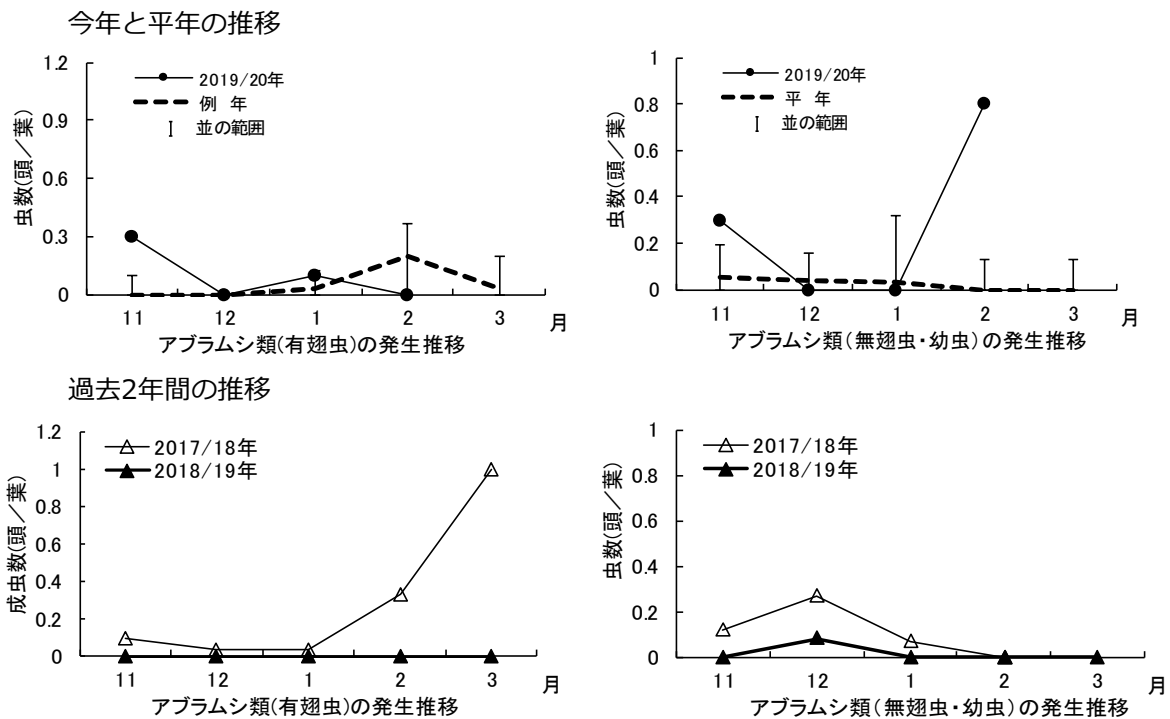 今年と平年の推移
1.2
0.9
0.6
0.3
0
虫数(頭／葉)
2019/20年
例　年
並の範囲
11 12 1 2 3 月
アブラムシ類(有翅虫)の発生推移
1
0.8
0.6
0.4
0.2
0
虫数(頭／葉)
2019/20年
平　年
並の範囲
11 12 1 2 3 月
アブラムシ類(無翅虫・幼虫)の発生推移
過去2年間の推移
1.2
1
0.8
0.6
0.4
0.2
0
成虫数(頭／葉)
2017/18年
2018/19年
11 12 1 2 3 月
アブラムシ類(有翅虫)の発生推移
1
0.8
0.6
0.4
0.2
0
虫数(頭／葉)
2017/18年
2018/19年
11 12 1 2 3 月
アブラムシ類(無翅虫・幼虫)の発生推移